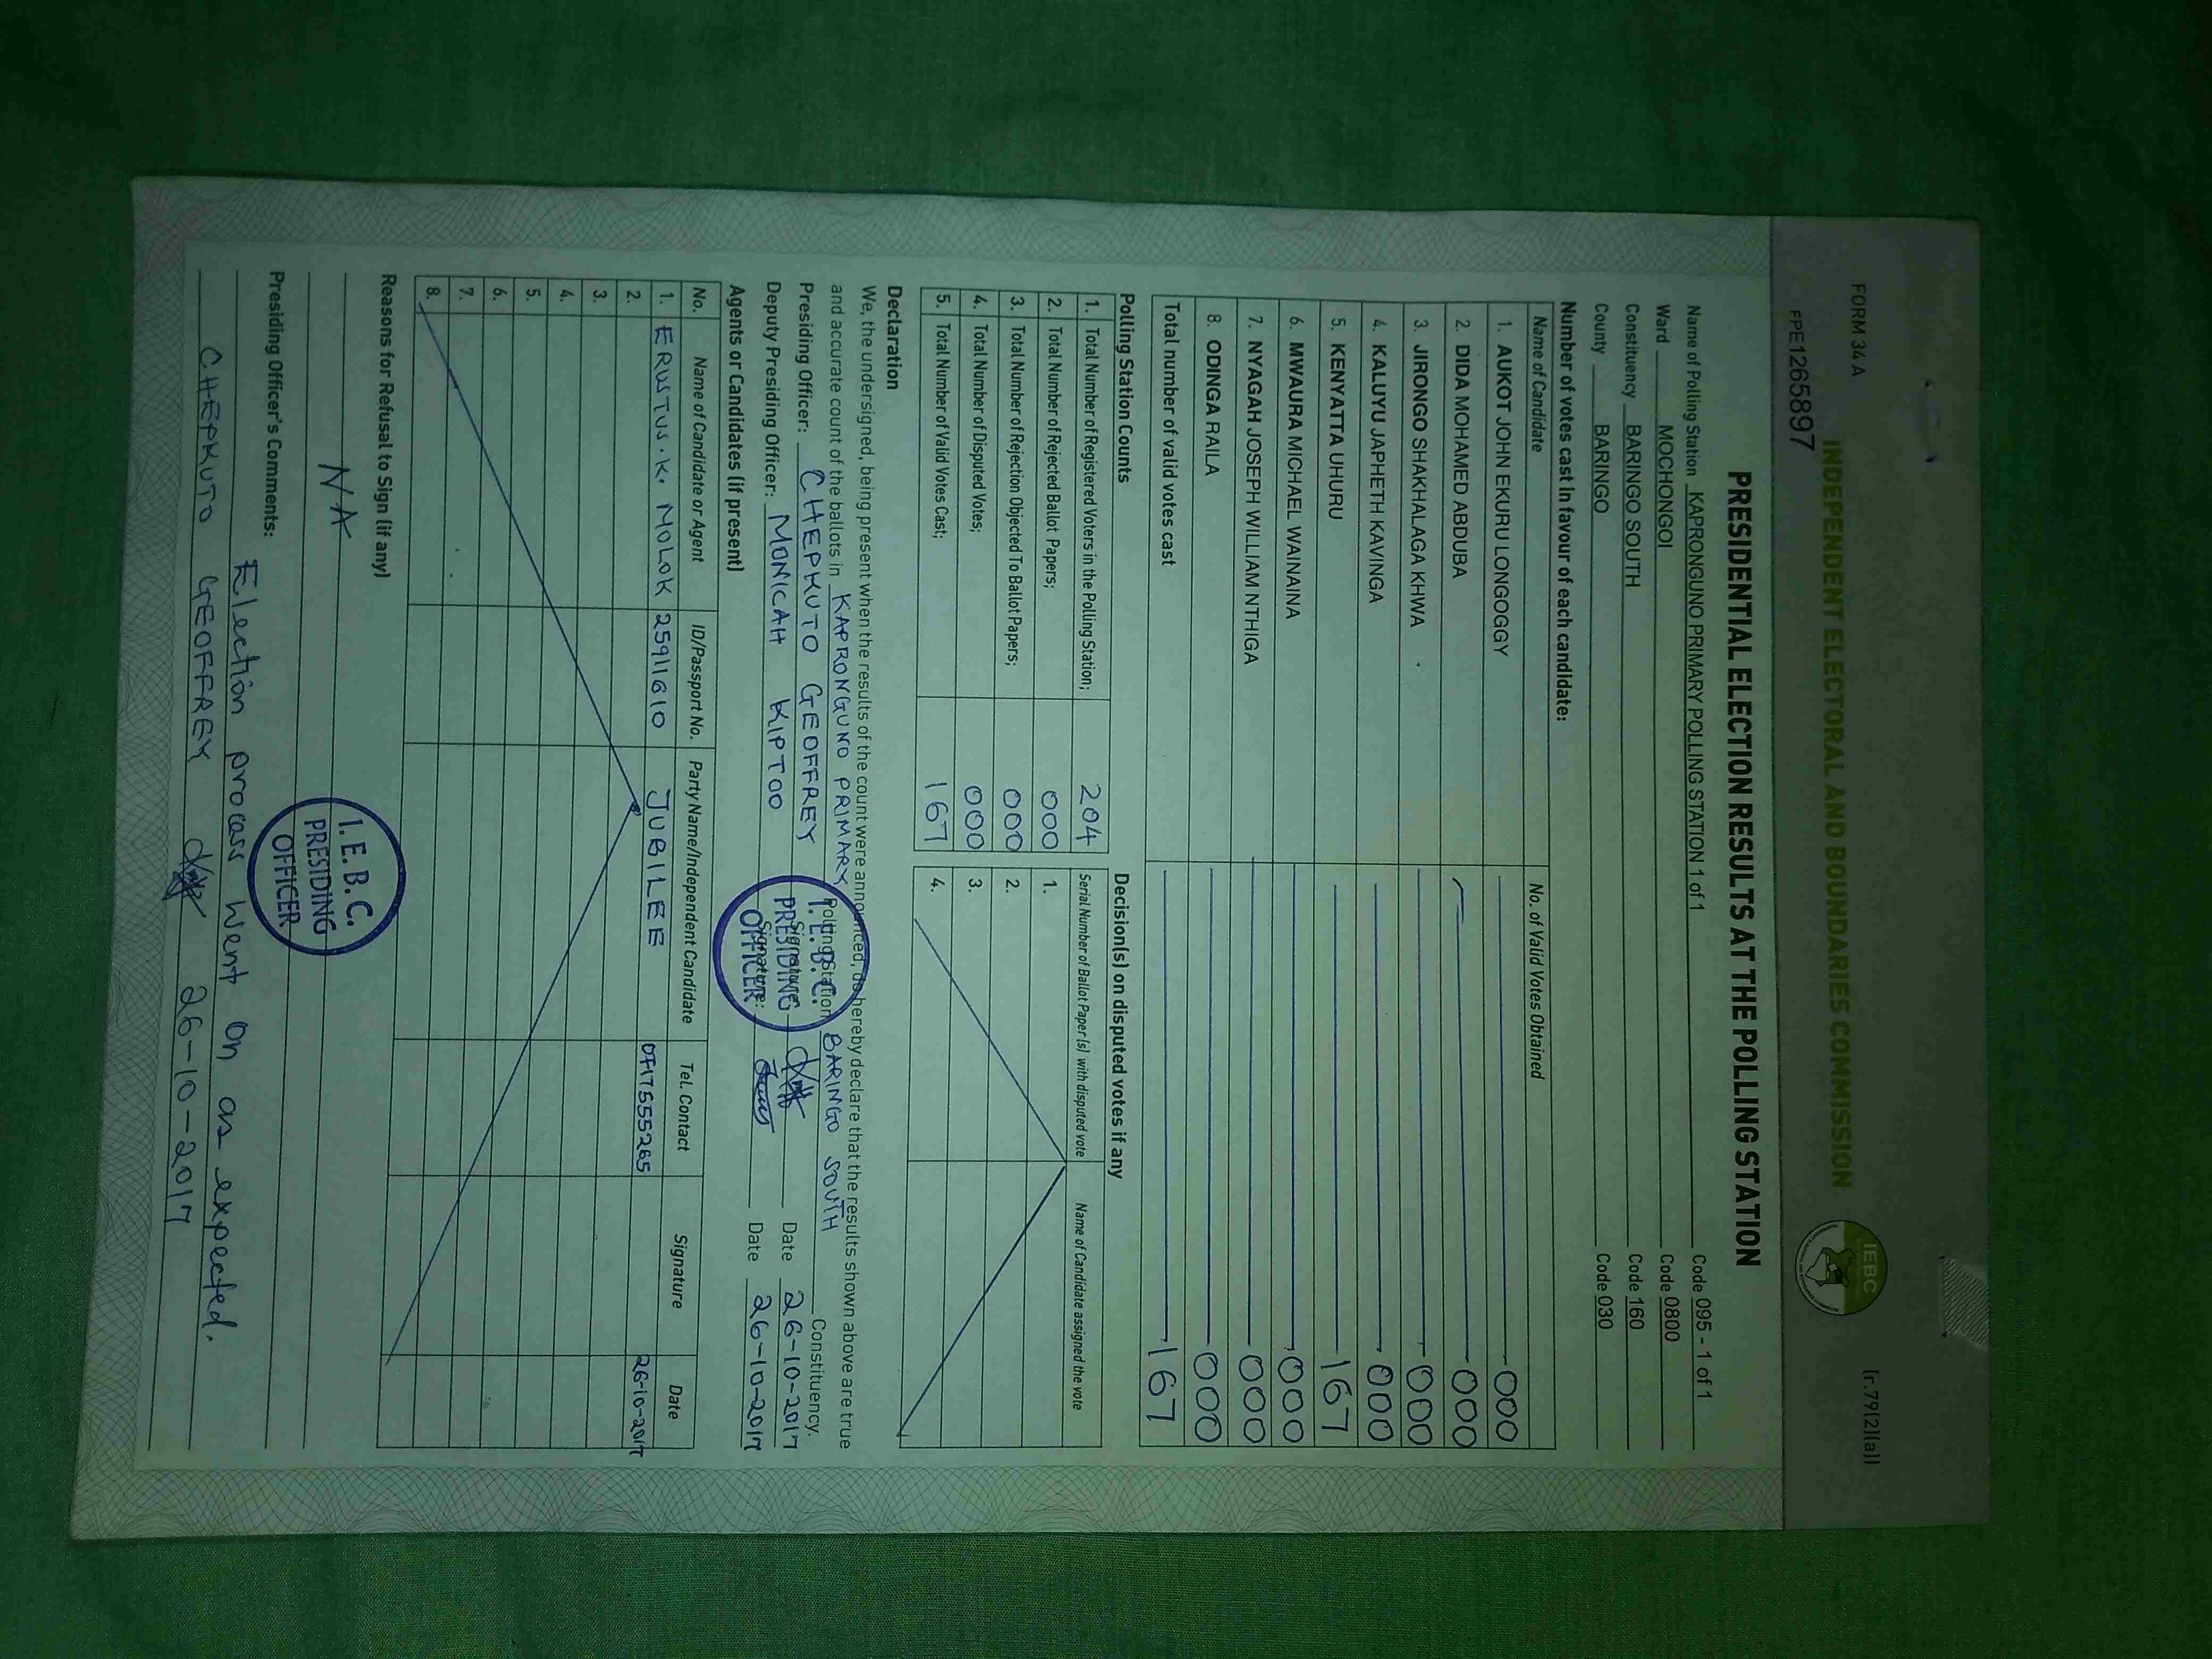 FORM 34 A
(r.79(2)(a))
INDEPENDENT ELECTORAL AND BOUNDARIES COMMISSION
IEBC
FPE1265897
PRESIDENTIAL ELECTION RESULTS AT THE POLLING STATION
Name of Polling Station KAPRONGUNO PRIMARY POLLING STATION 1 of 1 Code 095 - 1 of 1
Ward MOCHONGOI Code 0800
Constituency BARINGO SOUTH Code 160
County BARINGO Code 030
Number of votes cast in favour of each candidate:
Name of Candidate No. of Valid Votes Obtained
1. AUKOT JOHN EKURU LONGOGGY 000
2. DIDA MOHAMED ABDUBA 000
3. JIRONGO SHAKHALAGA KHWA 000
4. KALUYU JAPHETH KAVINGA 000
5. KENYATTA UHURU 167
6. MWAURA MICHAEL WAINAINA 000
7. NYAGAH JOSEPH WILLIAM NTHIGA 000
8. ODINGA RAILA 000
Total number of valid votes cast 167
Polling Station Counts
1. Total Number of Registered Voters in the Polling Station; 204
2. Total Number of Rejected Ballot Papers; 000
3. Total Number of Rejection Objected To Ballot Papers; 000
4. Total Number of Disputed Votes; 000
5. Total Number of Valid Votes Cast; 167
Decision(s) on disputed votes if any
Serial Number of Ballot Paper (s) with disputed vote Name of Candidate assigned the vote
1.
2.
3.
4.
Declaration
We, the undersigned, being present when the results of the count were announced, do hereby declare that the results shown above are true
and accurate count of the ballots in KAPRONGUNO PRIMARY Polling Station BARINGO SOUTH Constituency.
Presiding Officer: CHEPKUTO GEOFFREY Signature: Date 26-10-2017
Deputy Presiding Officer: MONICAH KIPTOO Signature: Date 26-10-2017
I. E. B. C.
PRESIDING
OFFICER
Agents or Candidates (if present)
No. Name of Candidate or Agent ID/Passport No. Party Name/Independent Candidate Tel. Contact Signature Date
1. ERUSTUS. K. MOLOK 25911610 JUBILEE 0717555265 26-10-2017
2.
3.
4.
5.
6.
7.
8.
Reasons for Refusal to Sign (if any)
N A
I. E. B. C.
PRESIDING
OFFICER
Presiding Officer's Comments:
Election process went on as expected.
CHEPKUTO GEOFFREY 26-10-2017